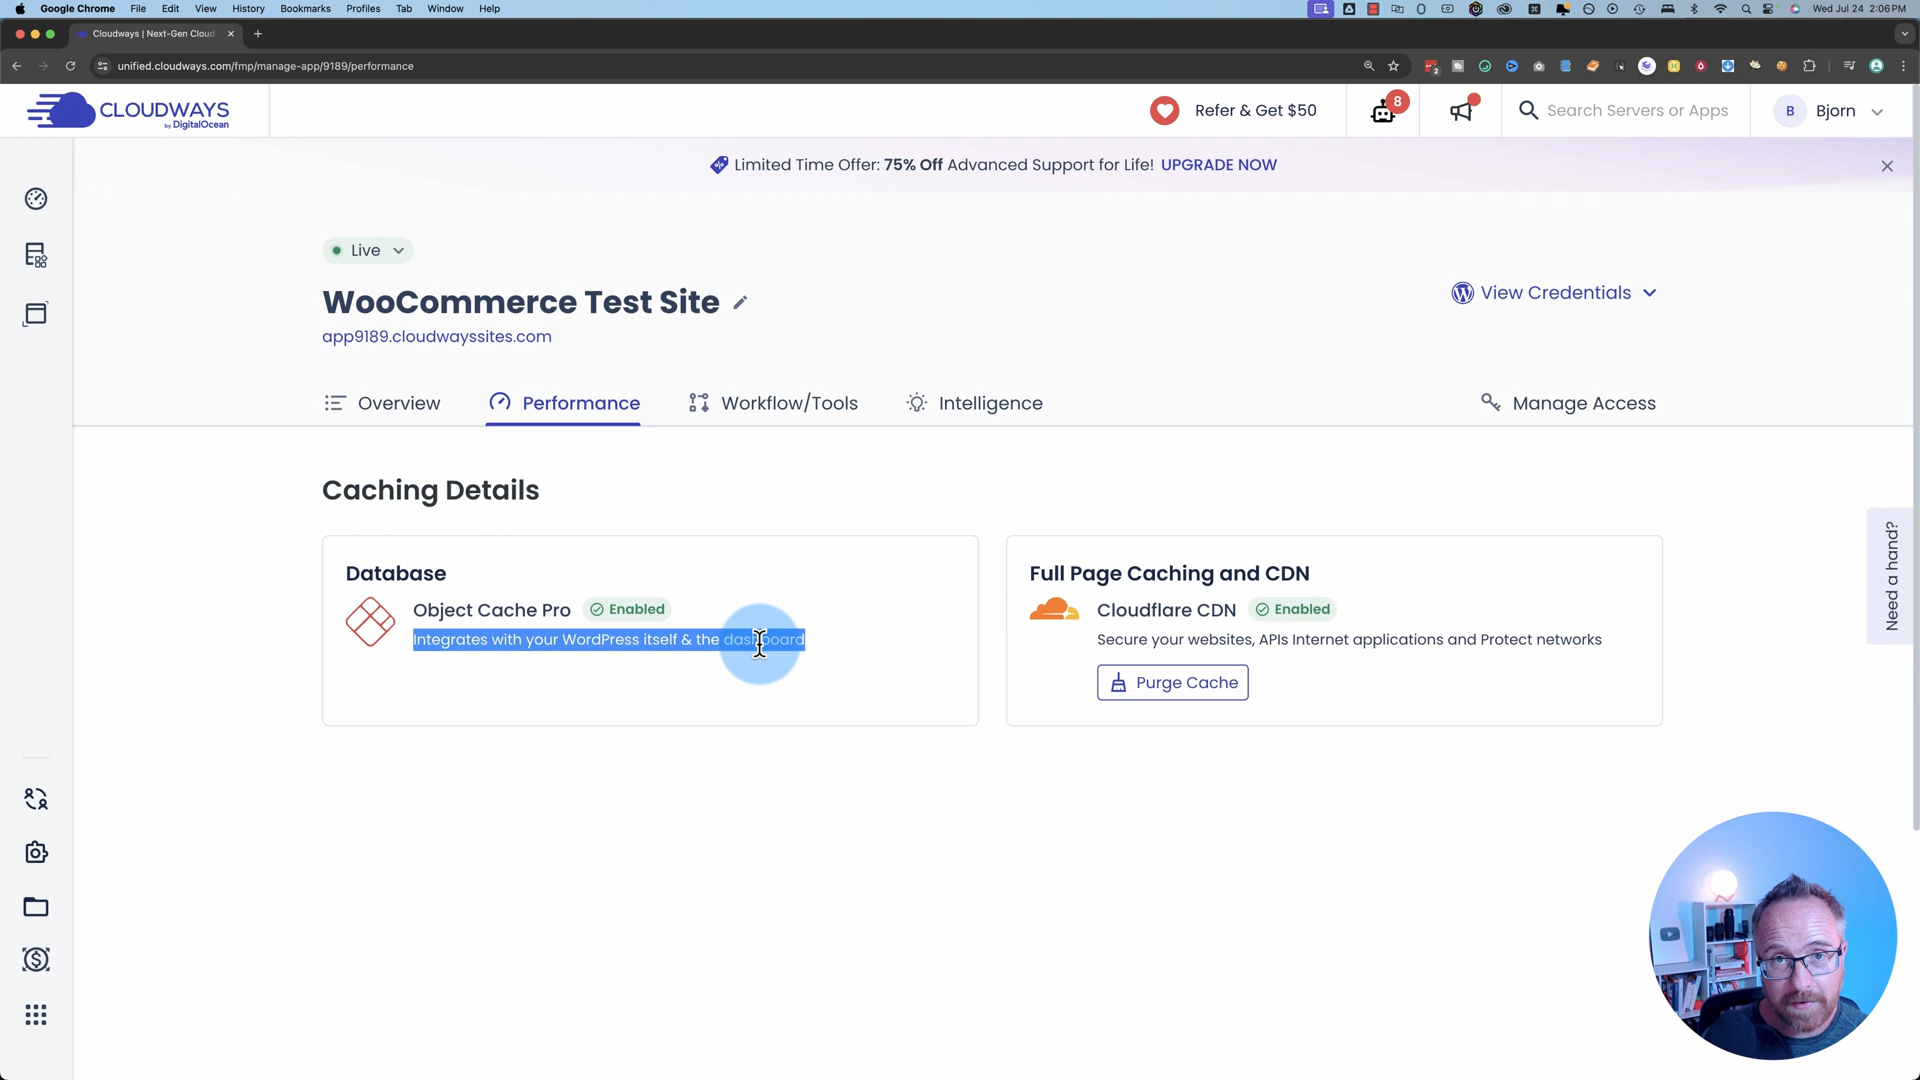 Google Chrome File Edit View History Bookmarks Profiles Tab Window Help Wed Jul 24 2:06 PM
Cloudways | Next-Gen Cloud
unified.cloudways.com/fmp/manage-app/9189/performance
2
CLOUDWAYS
by DigitalOcean
Refer & Get $50
8
Search Servers or Apps
B Bjorn
Limited Time Offer: 75% Off Advanced Support for Life! UPGRADE NOW
Live
WooCommerce Test Site
View Credentials
app9189.cloudwayssites.com
Overview
Performance
Workflow/Tools
Intelligence
Manage Access
Caching Details
Database
Object Cache Pro Enabled
Integrates with your WordPress itself & the dashboard
Full Page Caching and CDN
Cloudflare CDN Enabled
Secure your websites, APIs Internet applications and Protect networks
Purge Cache
Need a hand?